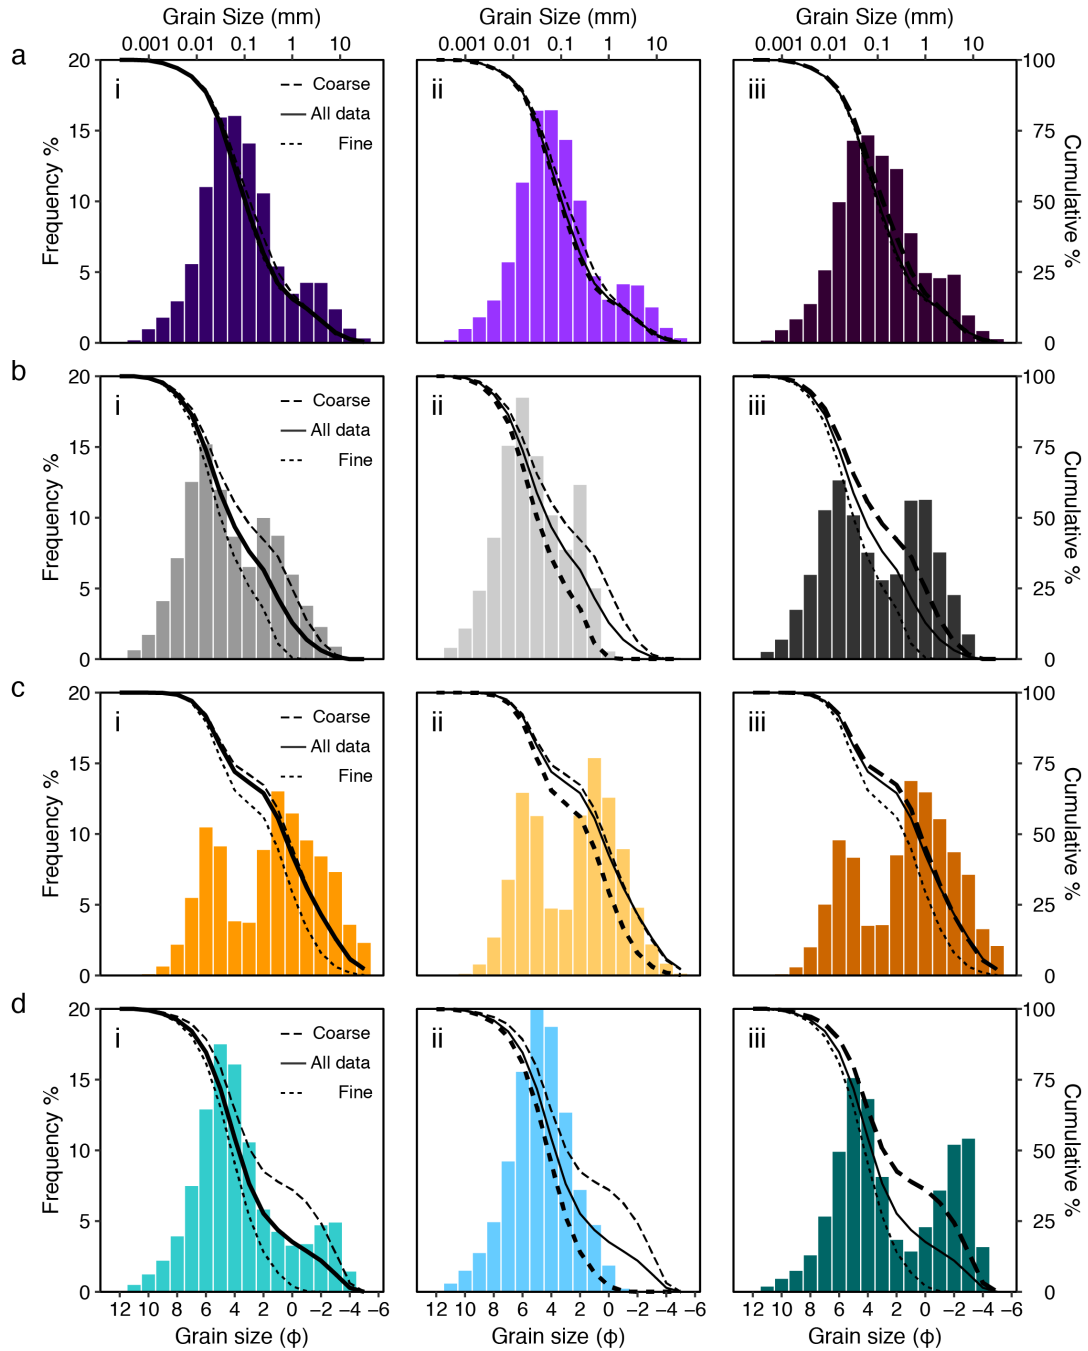 Grain Size (mm) Grain Size (mm) Grain Size (mm)
0.001 0.01 0.1 1 10 0.001 0.01 0.1 1 10 0.001 0.01 0.1 1 10
a
20 15 10 5 0
Frequency %
i
Coarse
All data
Fine
ii
iii
100 75 50 25 0
Cumulative %
b
20 15 10 5 0
Frequency %
i
Coarse
All data
Fine
ii
iii
100 75 50 25 0
Cumulative %
c
20 15 10 5 0
Frequency %
i
Coarse
All data
Fine
ii
iii
100 75 50 25 0
Cumulative %
d
20 15 10 5 0
Frequency %
i
Coarse
All data
Fine
ii
iii
100 75 50 25 0
Cumulative %
12 10 8 6 4 2 0 −2 −4 −6 12 10 8 6 4 2 0 −2 −4 −6 12 10 8 6 4 2 0 −2 −4 −6
Grain size (φ) Grain size (φ) Grain size (φ)